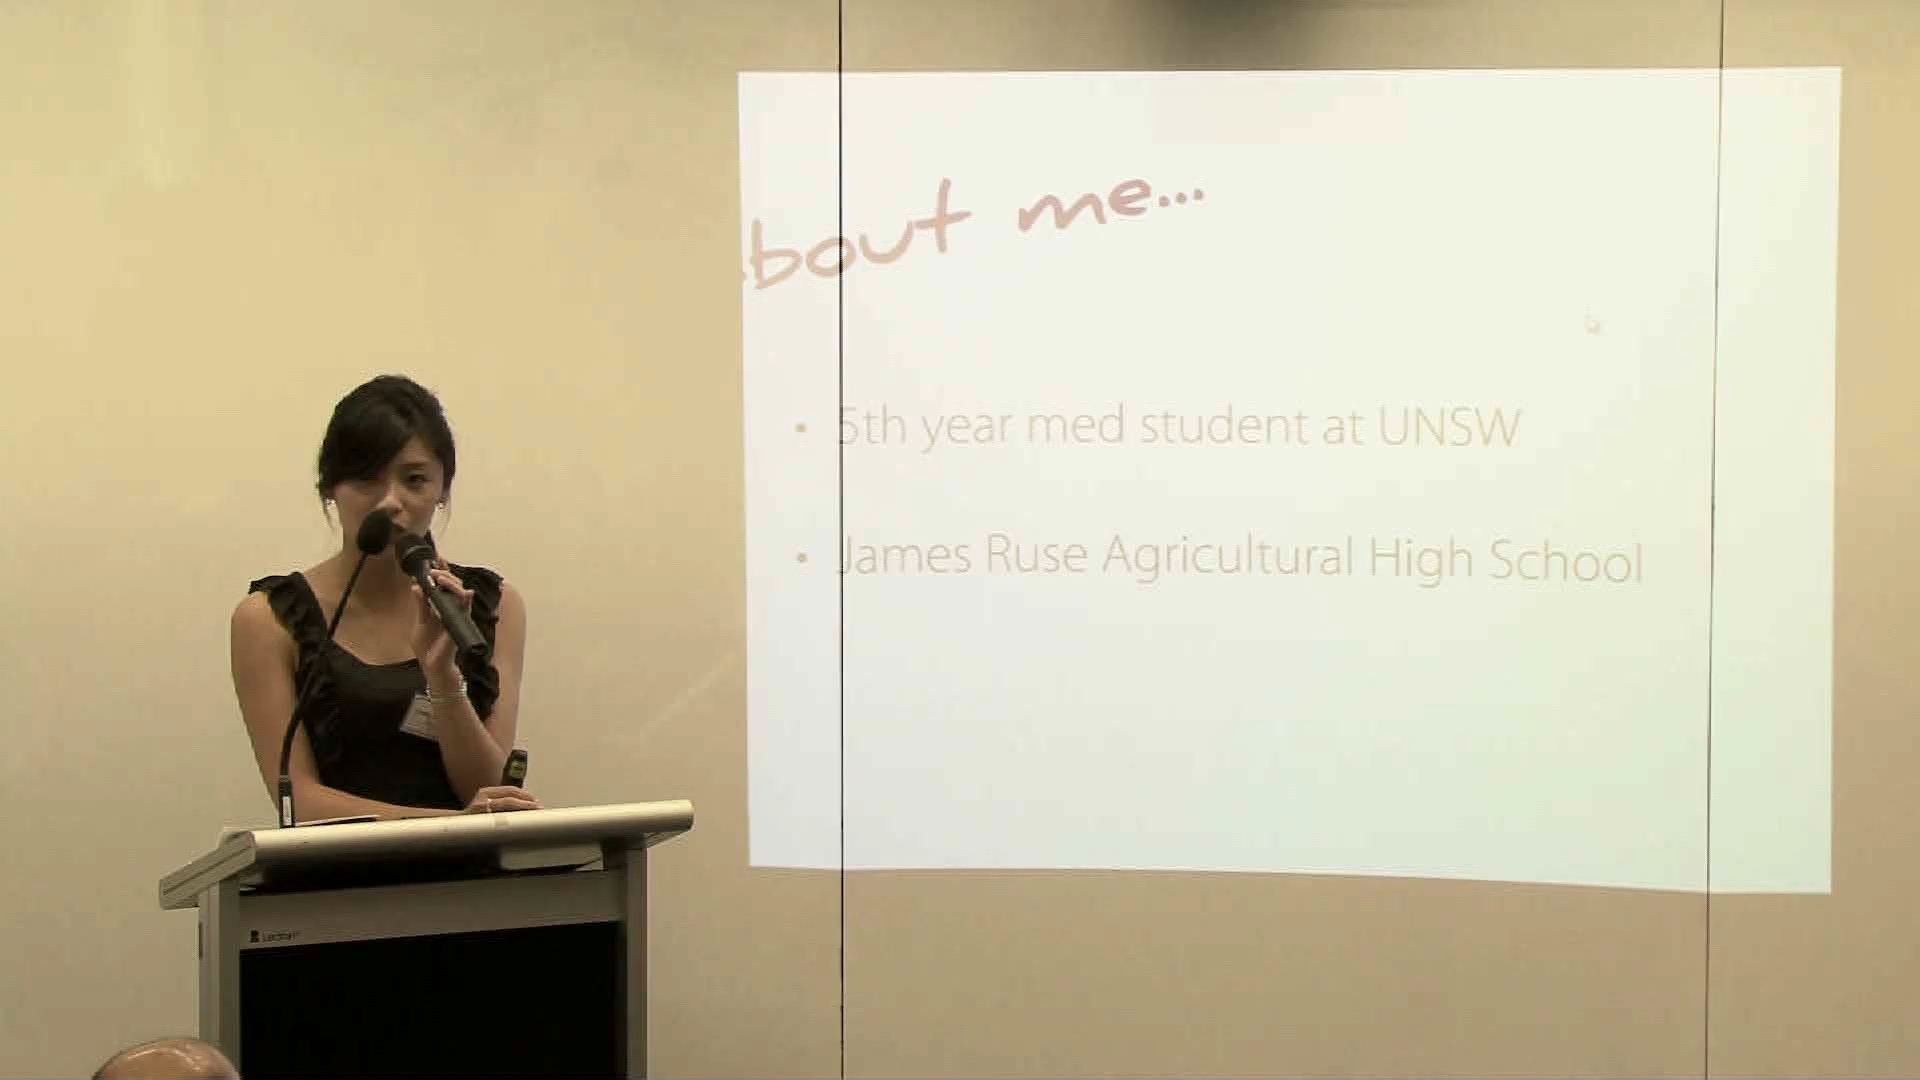 bout me...
• 5th year med student at UNSW
• James Ruse Agricultural High School